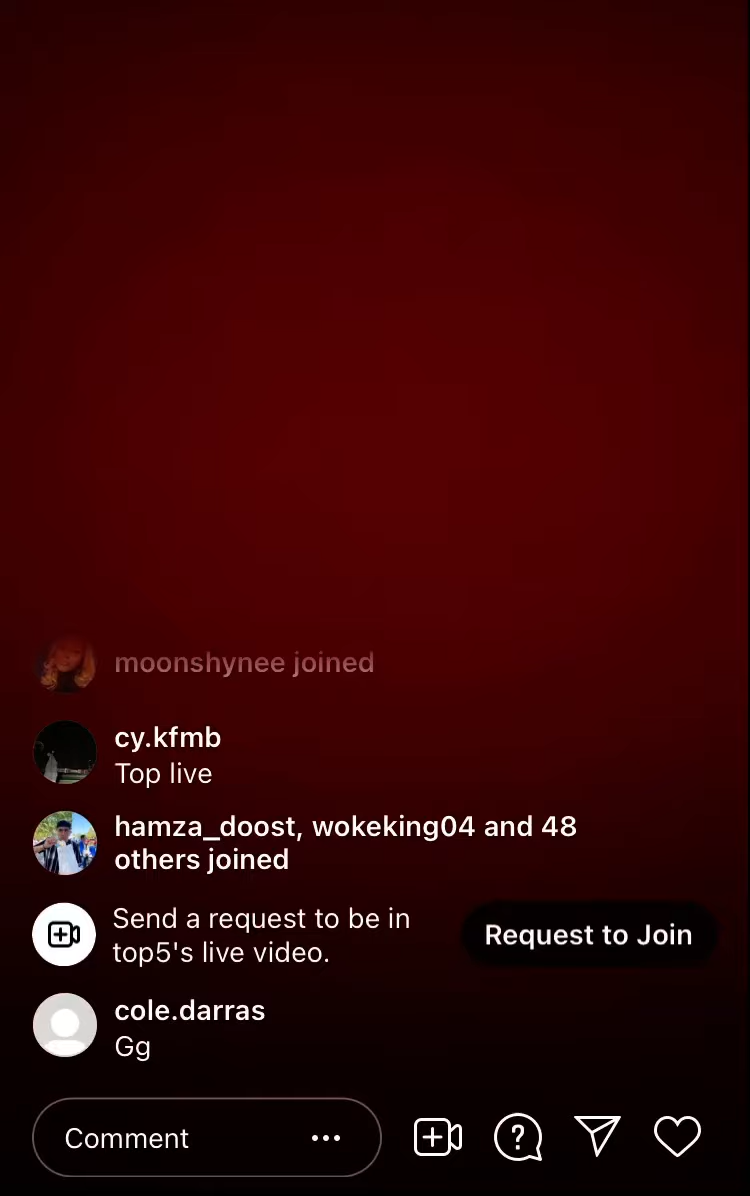 moonshynee joined
cy.kfmb
Top live
hamza_doost, wokeking04 and 48
others joined
Send a request to be in
top5's live video.
Request to Join
cole.darras
Gg
Comment